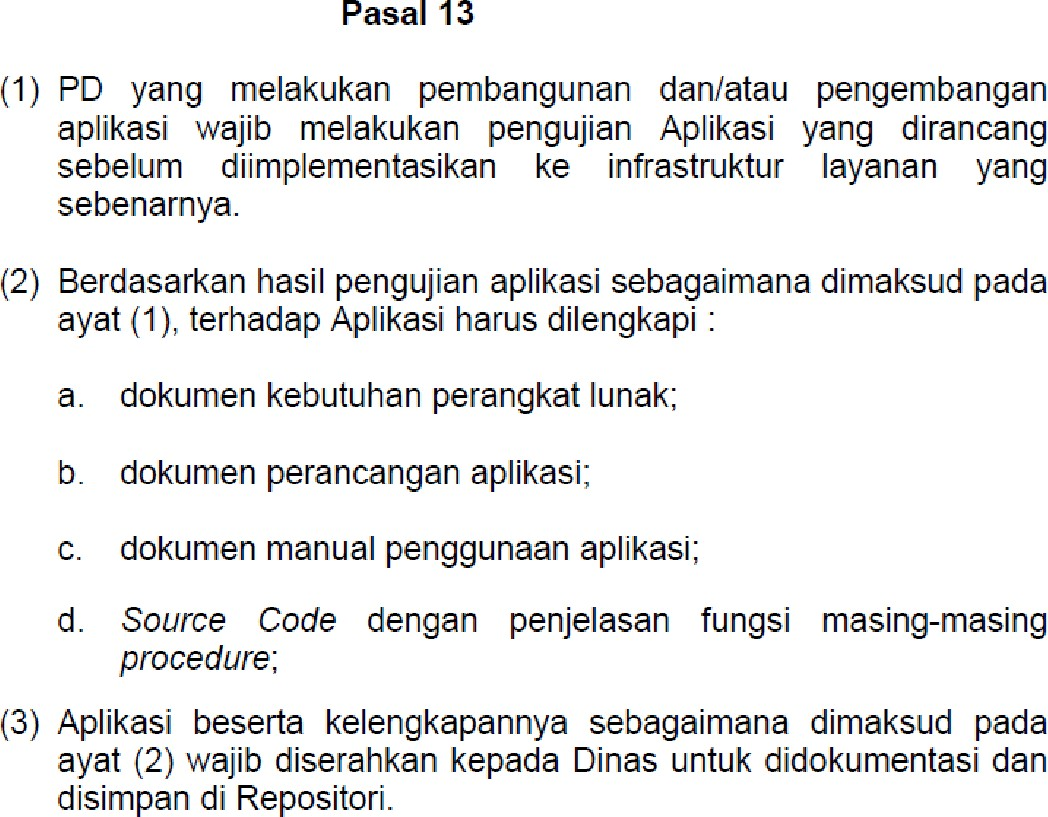 Pasal 13
(1) PD yang melakukan pembangunan dan/atau pengembangan
aplikasi wajib melakukan pengujian Aplikasi yang dirancang
sebelum diimplementasikan ke infrastruktur layanan yang
sebenarnya.
(2) Berdasarkan hasil pengujian aplikasi sebagaimana dimaksud pada
ayat (1), terhadap Aplikasi harus dilengkapi :
a. dokumen kebutuhan perangkat lunak;
b. dokumen perancangan aplikasi;
c. dokumen manual penggunaan aplikasi;
d. Source Code dengan penjelasan fungsi masing-masing
procedure;
(3) Aplikasi beserta kelengkapannya sebagaimana dimaksud pada
ayat (2) wajib diserahkan kepada Dinas untuk didokumentasi dan
disimpan di Repositori.